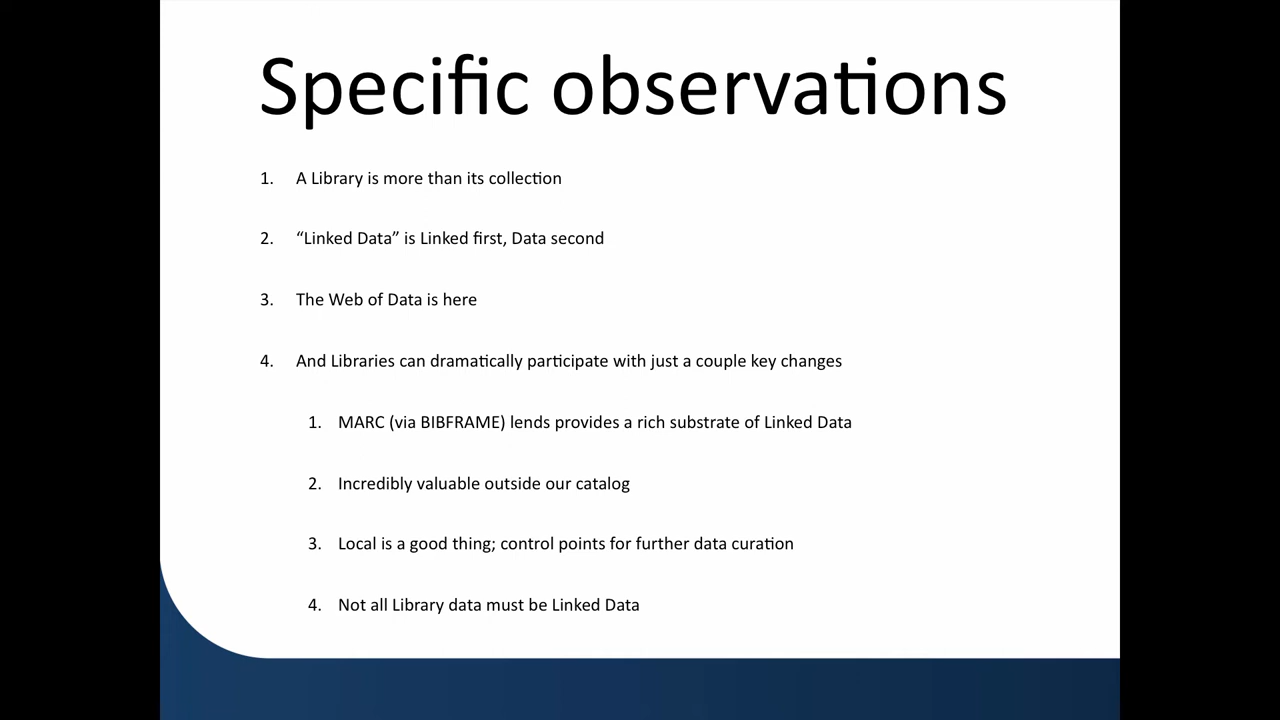 Specific observations
1. A Library is more than its collection
2. “Linked Data” is Linked first, Data second
3. The Web of Data is here
4. And Libraries can dramatically participate with just a couple key changes
1. MARC (via BIBFRAME) lends provides a rich substrate of Linked Data
2. Incredibly valuable outside our catalog
3. Local is a good thing; control points for further data curation
4. Not all Library data must be Linked Data